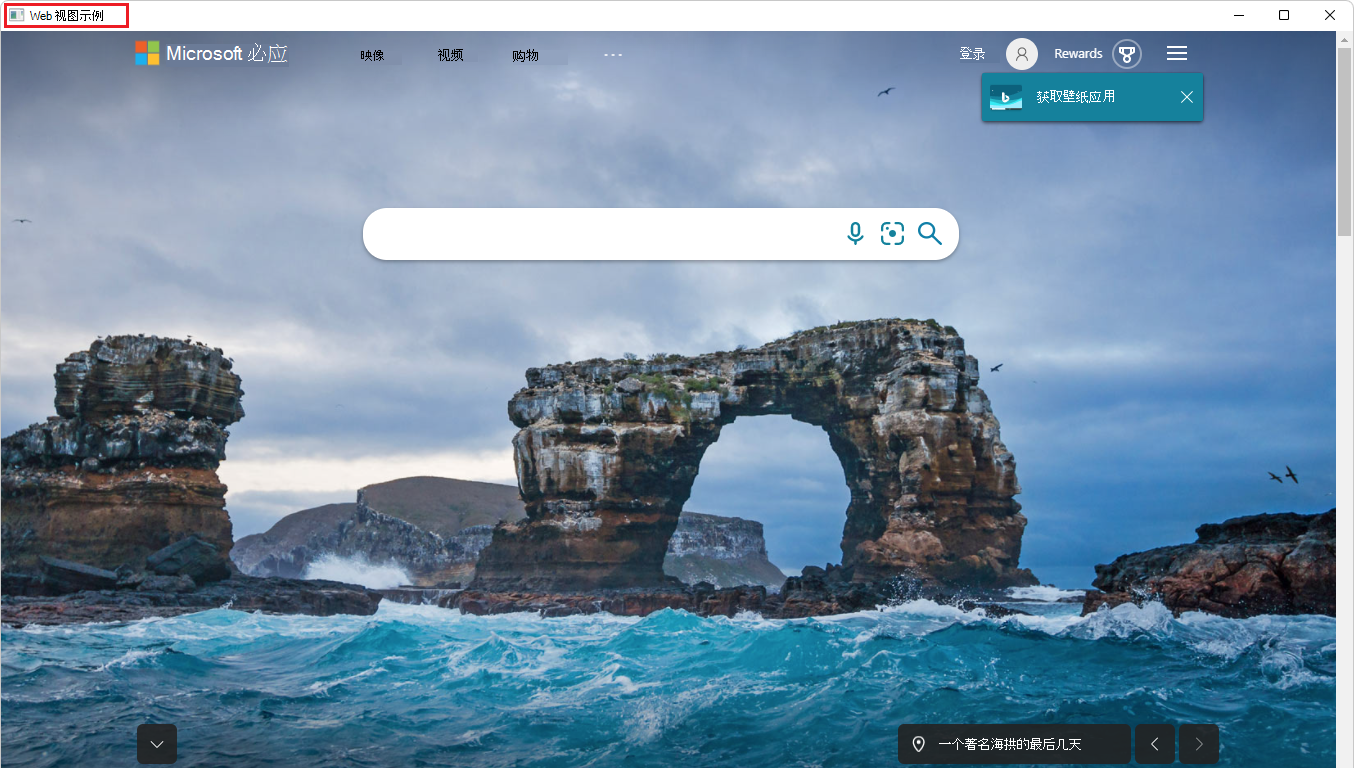 Web 视图示例
Microsoft 必应
映像
视频
购物
登录
Rewards
获取壁纸应用
一个著名海拱的最后几天